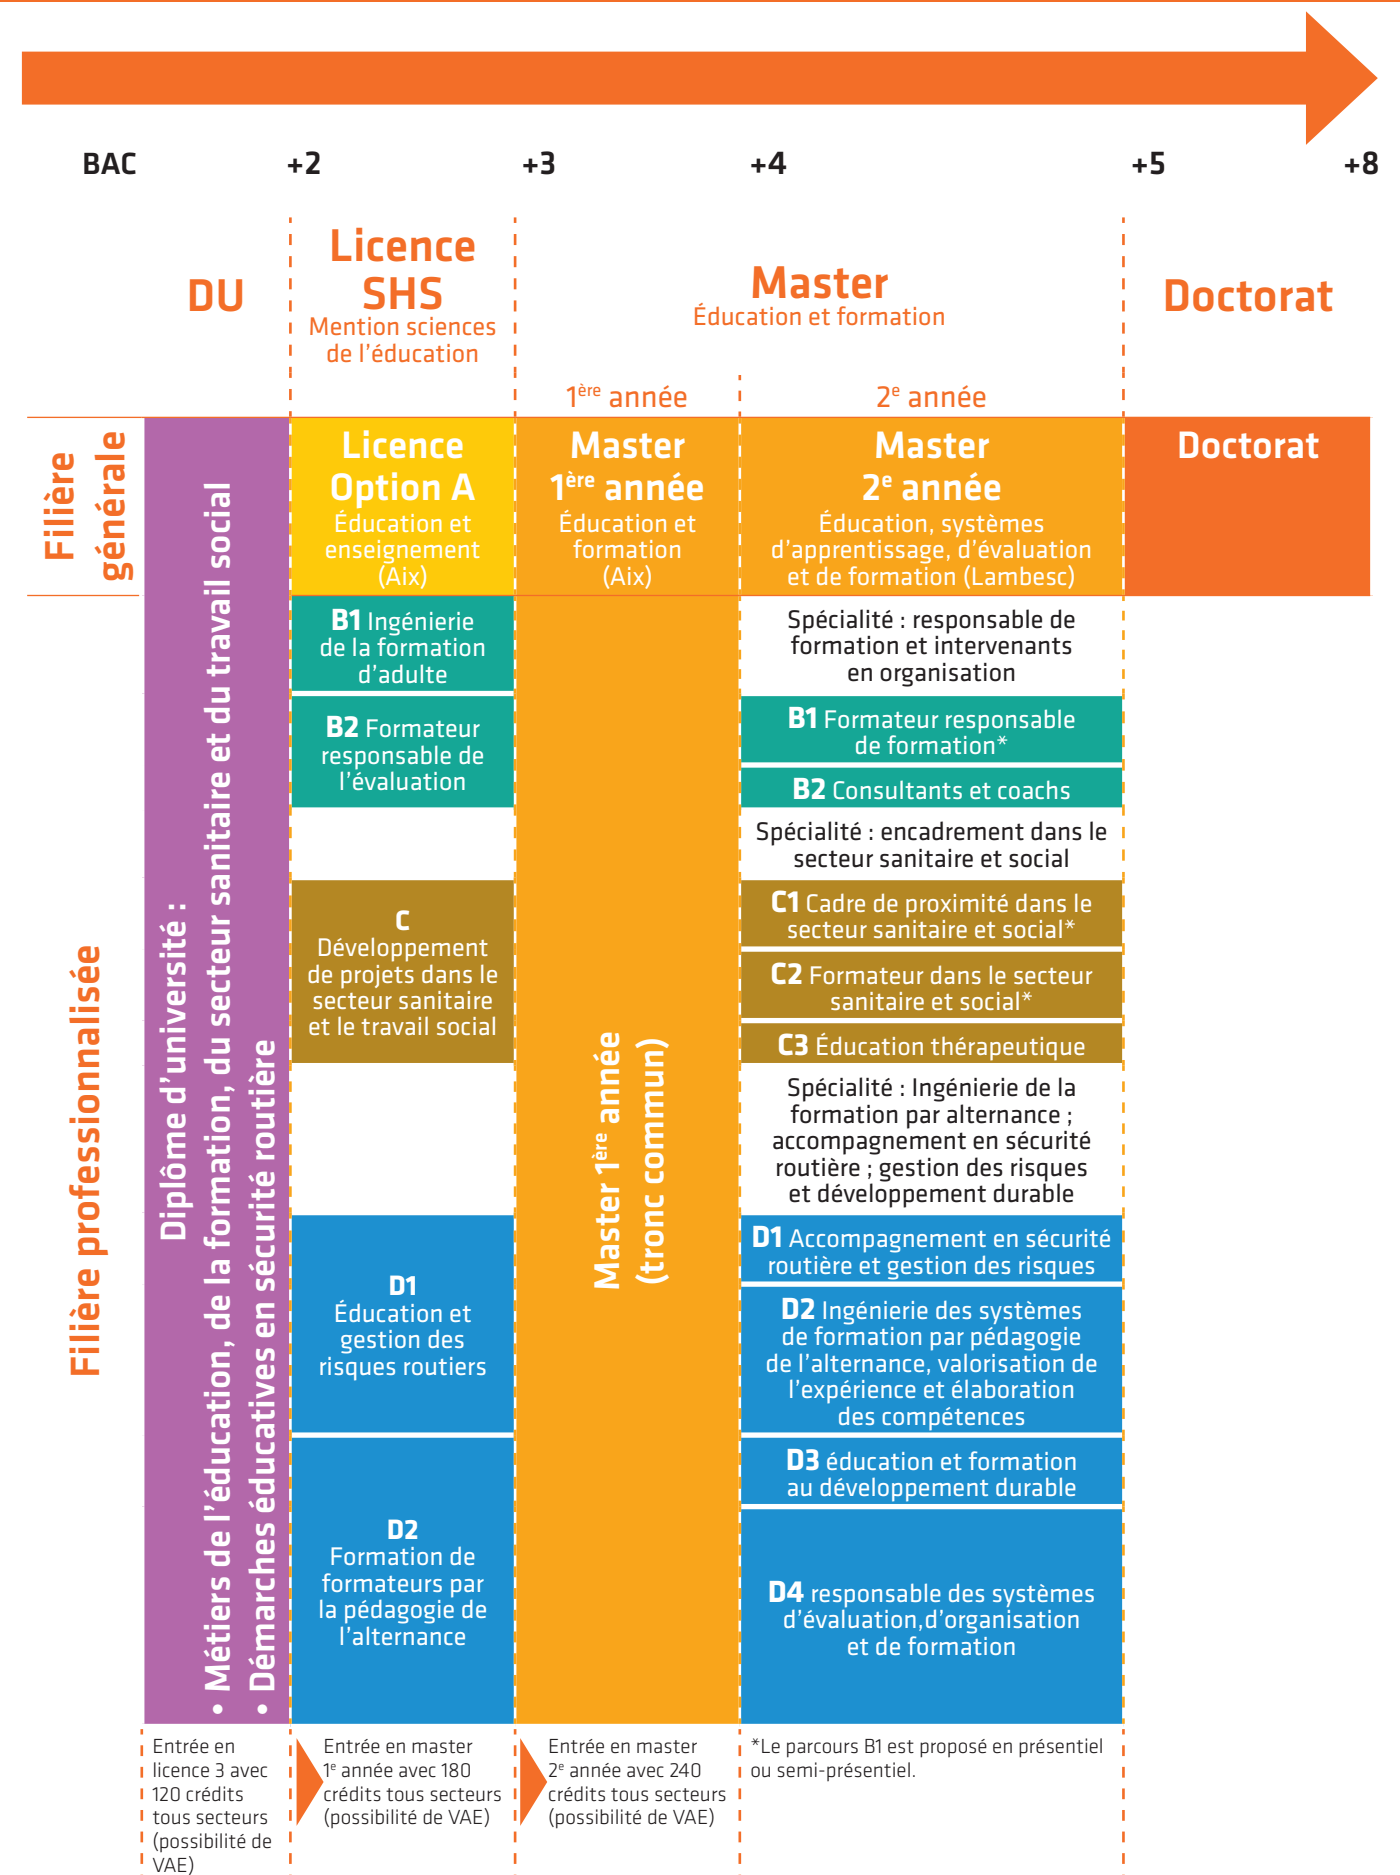 BAC +2 +3 +4 +5 +8
DU
Licence
SHS
Mention sciences
de l'éducation
Master
Éducation et formation
Doctorat
1ère année
2e année
Filière
générale
Licence
Option A
Éducation et
enseignement
(Aix)
Master
1ère année
Éducation et
formation
(Aix)
Master
2e année
Éducation, systèmes
d'apprentissage, d'évaluation
et de formation (Lambesc)
Doctorat
Filière professionnalisée
Diplôme d'université :
• Métiers de l'éducation, de la formation, du secteur sanitaire et du travail social
• Démarches éducatives en sécurité routière
B1 Ingénierie
de la formation
d'adulte
B2 Formateur
responsable de
l'évaluation
C
Développement
de projets dans le
secteur sanitaire
et le travail social
D1
Éducation et
gestion des
risques routiers
D2
Formation de
formateurs par
la pédagogie de
l'alternance
Master 1ère année
(tronc commun)
Spécialité : responsable de
formation et intervenants
en organisation
B1 Formateur responsable
de formation*
B2 Consultants et coachs
Spécialité : encadrement dans le
secteur sanitaire et social
C1 Cadre de proximité dans le
secteur sanitaire et social*
C2 Formateur dans le secteur
sanitaire et social*
C3 Éducation thérapeutique
Spécialité : Ingénierie de la
formation par alternance ;
accompagnement en sécurité
routière ; gestion des risques
et développement durable
D1 Accompagnement en sécurité
routière et gestion des risques
D2 Ingénierie des systèmes
de formation par pédagogie
de l'alternance, valorisation de
l'expérience et élaboration
des compétences
D3 éducation et formation
au développement durable
D4 responsable des systèmes
d'évaluation,d'organisation
et de formation
Entrée en
licence 3 avec
120 crédits
tous secteurs
(possibilité de
VAE)
Entrée en master
1e année avec 180
crédits tous secteurs
(possibilité de VAE)
Entrée en master
2e année avec 240
crédits tous secteurs
(possibilité de VAE)
*Le parcours B1 est proposé en présentiel
ou semi-présentiel.